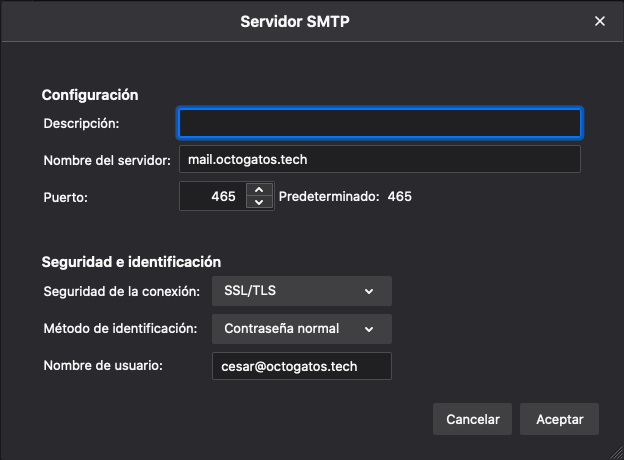 Servidor SMTP
Configuración
Descripción:
Nombre del servidor: mail.octogatos.tech
Puerto: 465 Predeterminado: 465
Seguridad e identificación
Seguridad de la conexión: SSL/TLS
Método de identificación: Contraseña normal
Nombre de usuario: cesar@octogatos.tech
Cancelar Aceptar